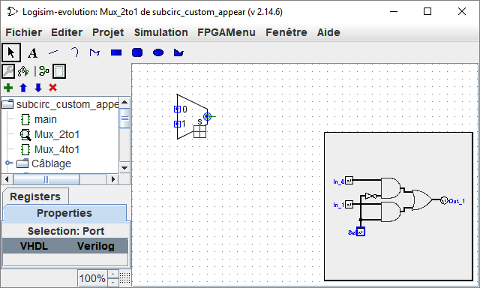 Logisim-evolution: Mux_2to1 de subcirc_custom_appear (v 2.14.6)
Fichier Editer Projet Simulation FPGAMenu Fenêtre Aide
A
subcirc_custom_appe
main
Mux_2to1
Mux_4to1
Câblage
Registers
Properties
Selection: Port
VHDL Verilog
100%
0
1
S
In_0
In_1
Sel
Out_1